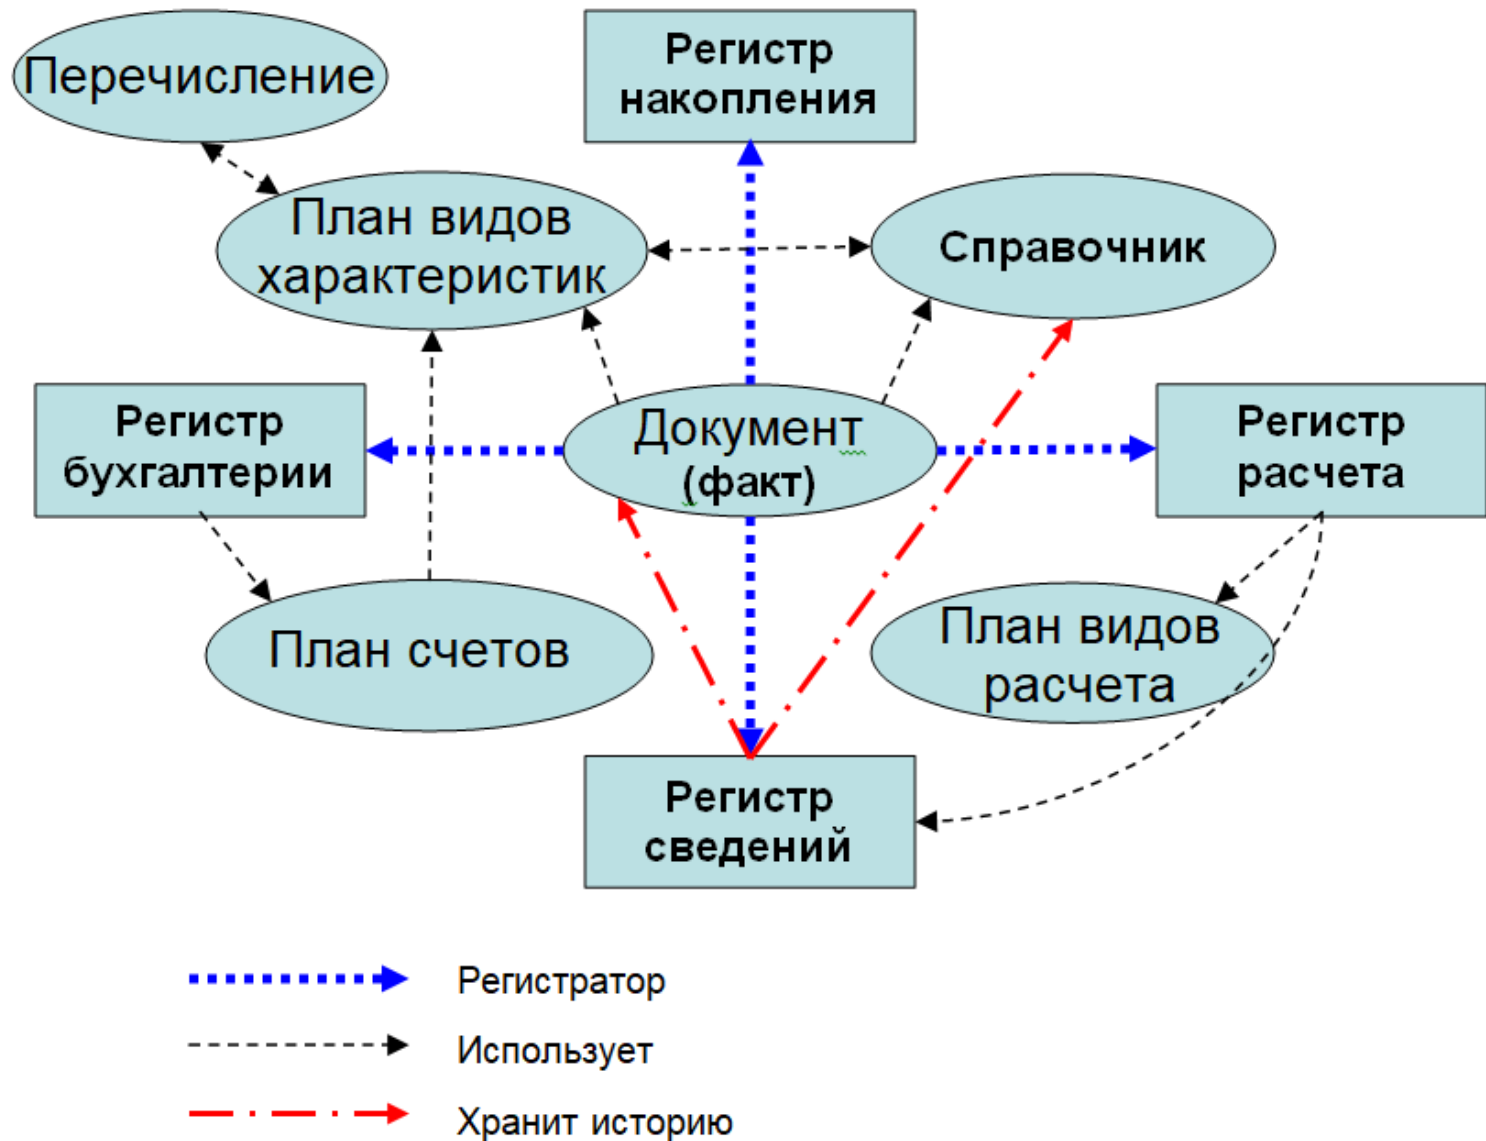 Перечисление
Регистр
накопления
План видов
характеристик
Справочник
Регистр
бухгалтерии
Документ
(факт)
Регистр
расчета
План счетов
План видов
расчета
Регистр
сведений
Регистратор
Использует
Хранит историю